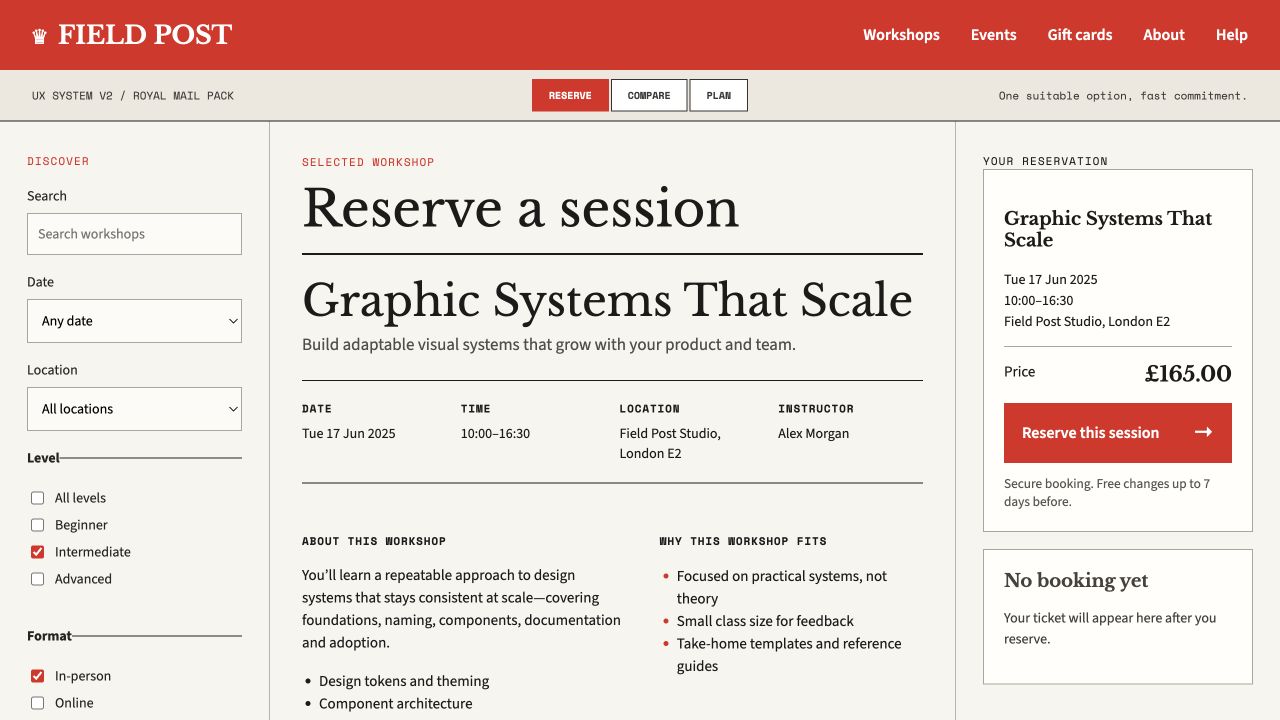 ♛ FIELD POST
Workshops Events Gift cards About Help
UX SYSTEM V2 / ROYAL MAIL PACK
RESERVE COMPARE PLAN
One suitable option, fast commitment.
DISCOVER
Search
Search workshops
Date
Any date
Location
All locations
Level
All levels
Beginner
Intermediate
Advanced
Format
In-person
Online
SELECTED WORKSHOP
Reserve a session
Graphic Systems That Scale
Build adaptable visual systems that grow with your product and team.
DATE
Tue 17 Jun 2025
TIME
10:00–16:30
LOCATION
Field Post Studio,
London E2
INSTRUCTOR
Alex Morgan
ABOUT THIS WORKSHOP
You’ll learn a repeatable approach to design
systems that stays consistent at scale—covering
foundations, naming, components, documentation
and adoption.
• Design tokens and theming
• Component architecture
WHY THIS WORKSHOP FITS
• Focused on practical systems, not
theory
• Small class size for feedback
• Take-home templates and reference
guides
YOUR RESERVATION
Graphic Systems That
Scale
Tue 17 Jun 2025
10:00–16:30
Field Post Studio, London E2
Price £165.00
Reserve this session →
Secure booking. Free changes up to 7
days before.
No booking yet
Your ticket will appear here after you
reserve.